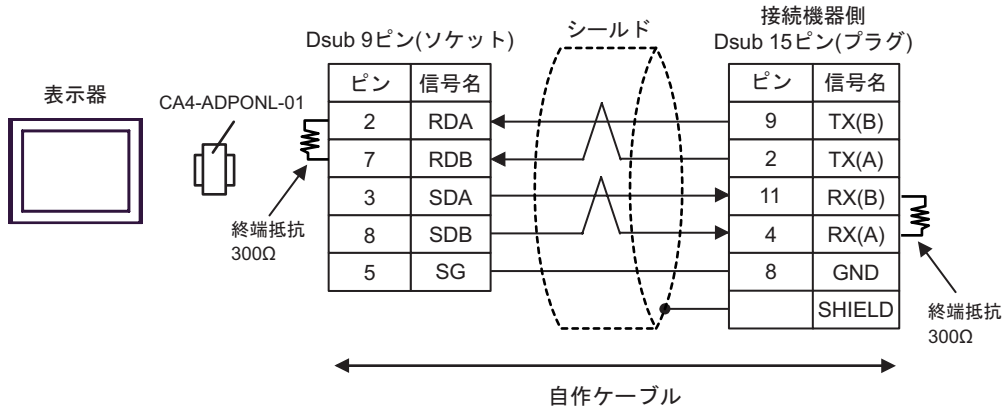 接続機器側
Dsub 9ピン(ソケット)
シールド
Dsub 15ピン(プラグ)
表示器
CA4-ADPONL-01
ピン 信号名
2 RDA
7 RDB
3 SDA
8 SDB
5 SG
終端抵抗
300Ω
ピン 信号名
9 TX(B)
2 TX(A)
11 RX(B)
4 RX(A)
8 GND
SHIELD
終端抵抗
300Ω
自作ケーブル